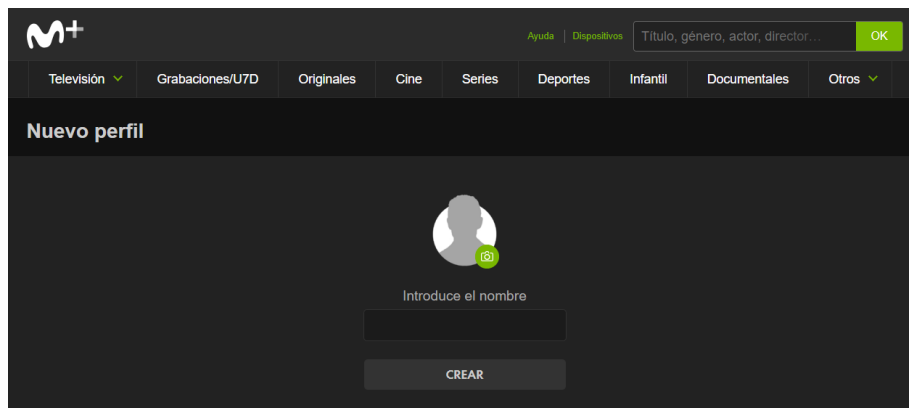 M+
Ayuda | Dispositivos
Título, género, actor, director...
OK
Televisión Grabaciones/U7D Originales Cine Series Deportes Infantil Documentales Otros
Nuevo perfil
Introduce el nombre
CREAR